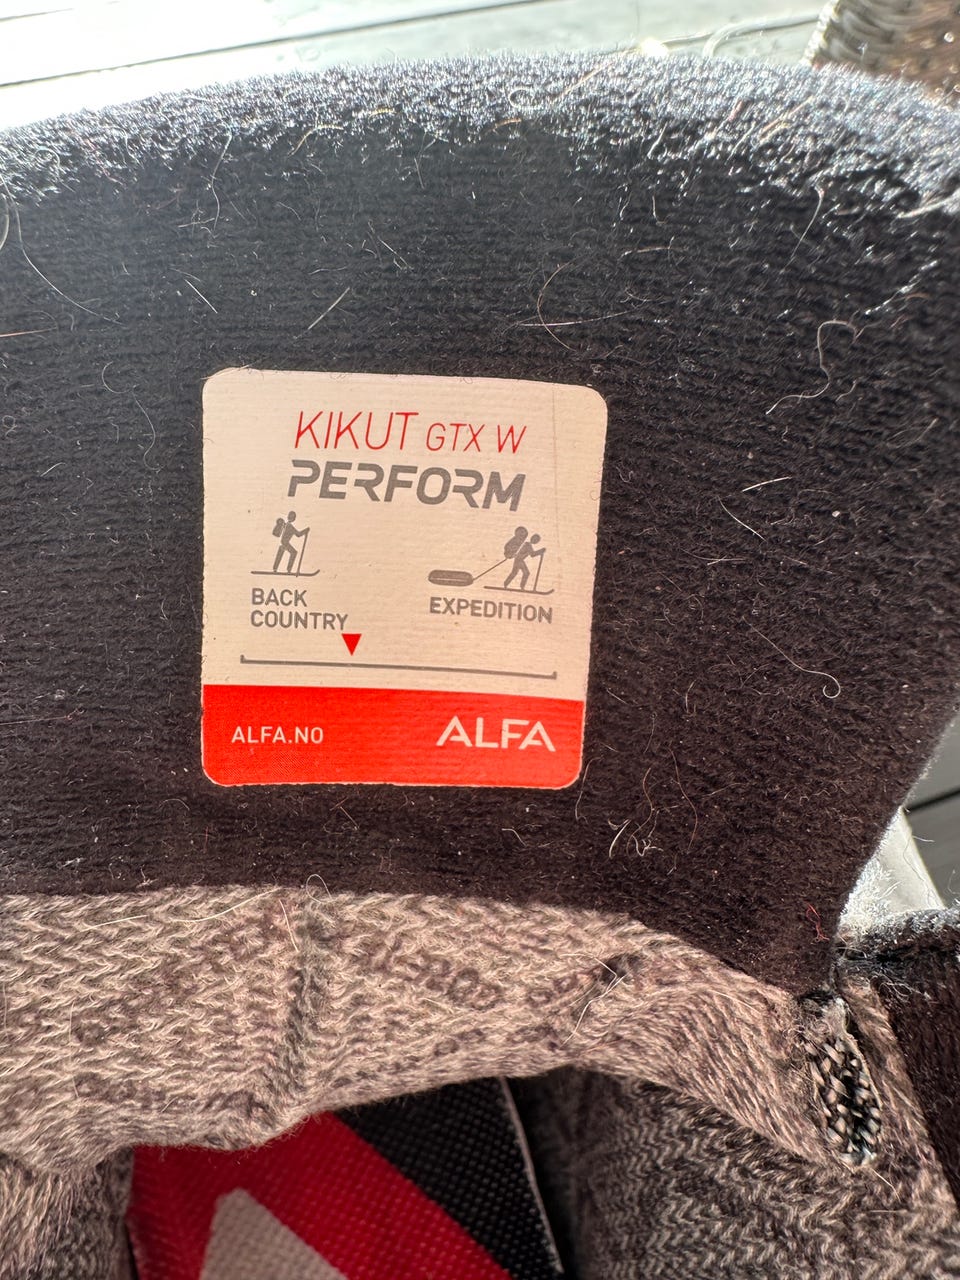 KIKUT GTX W
PERFORM
BACK
COUNTRY
EXPEDITION
ALFA.NO
ALFA